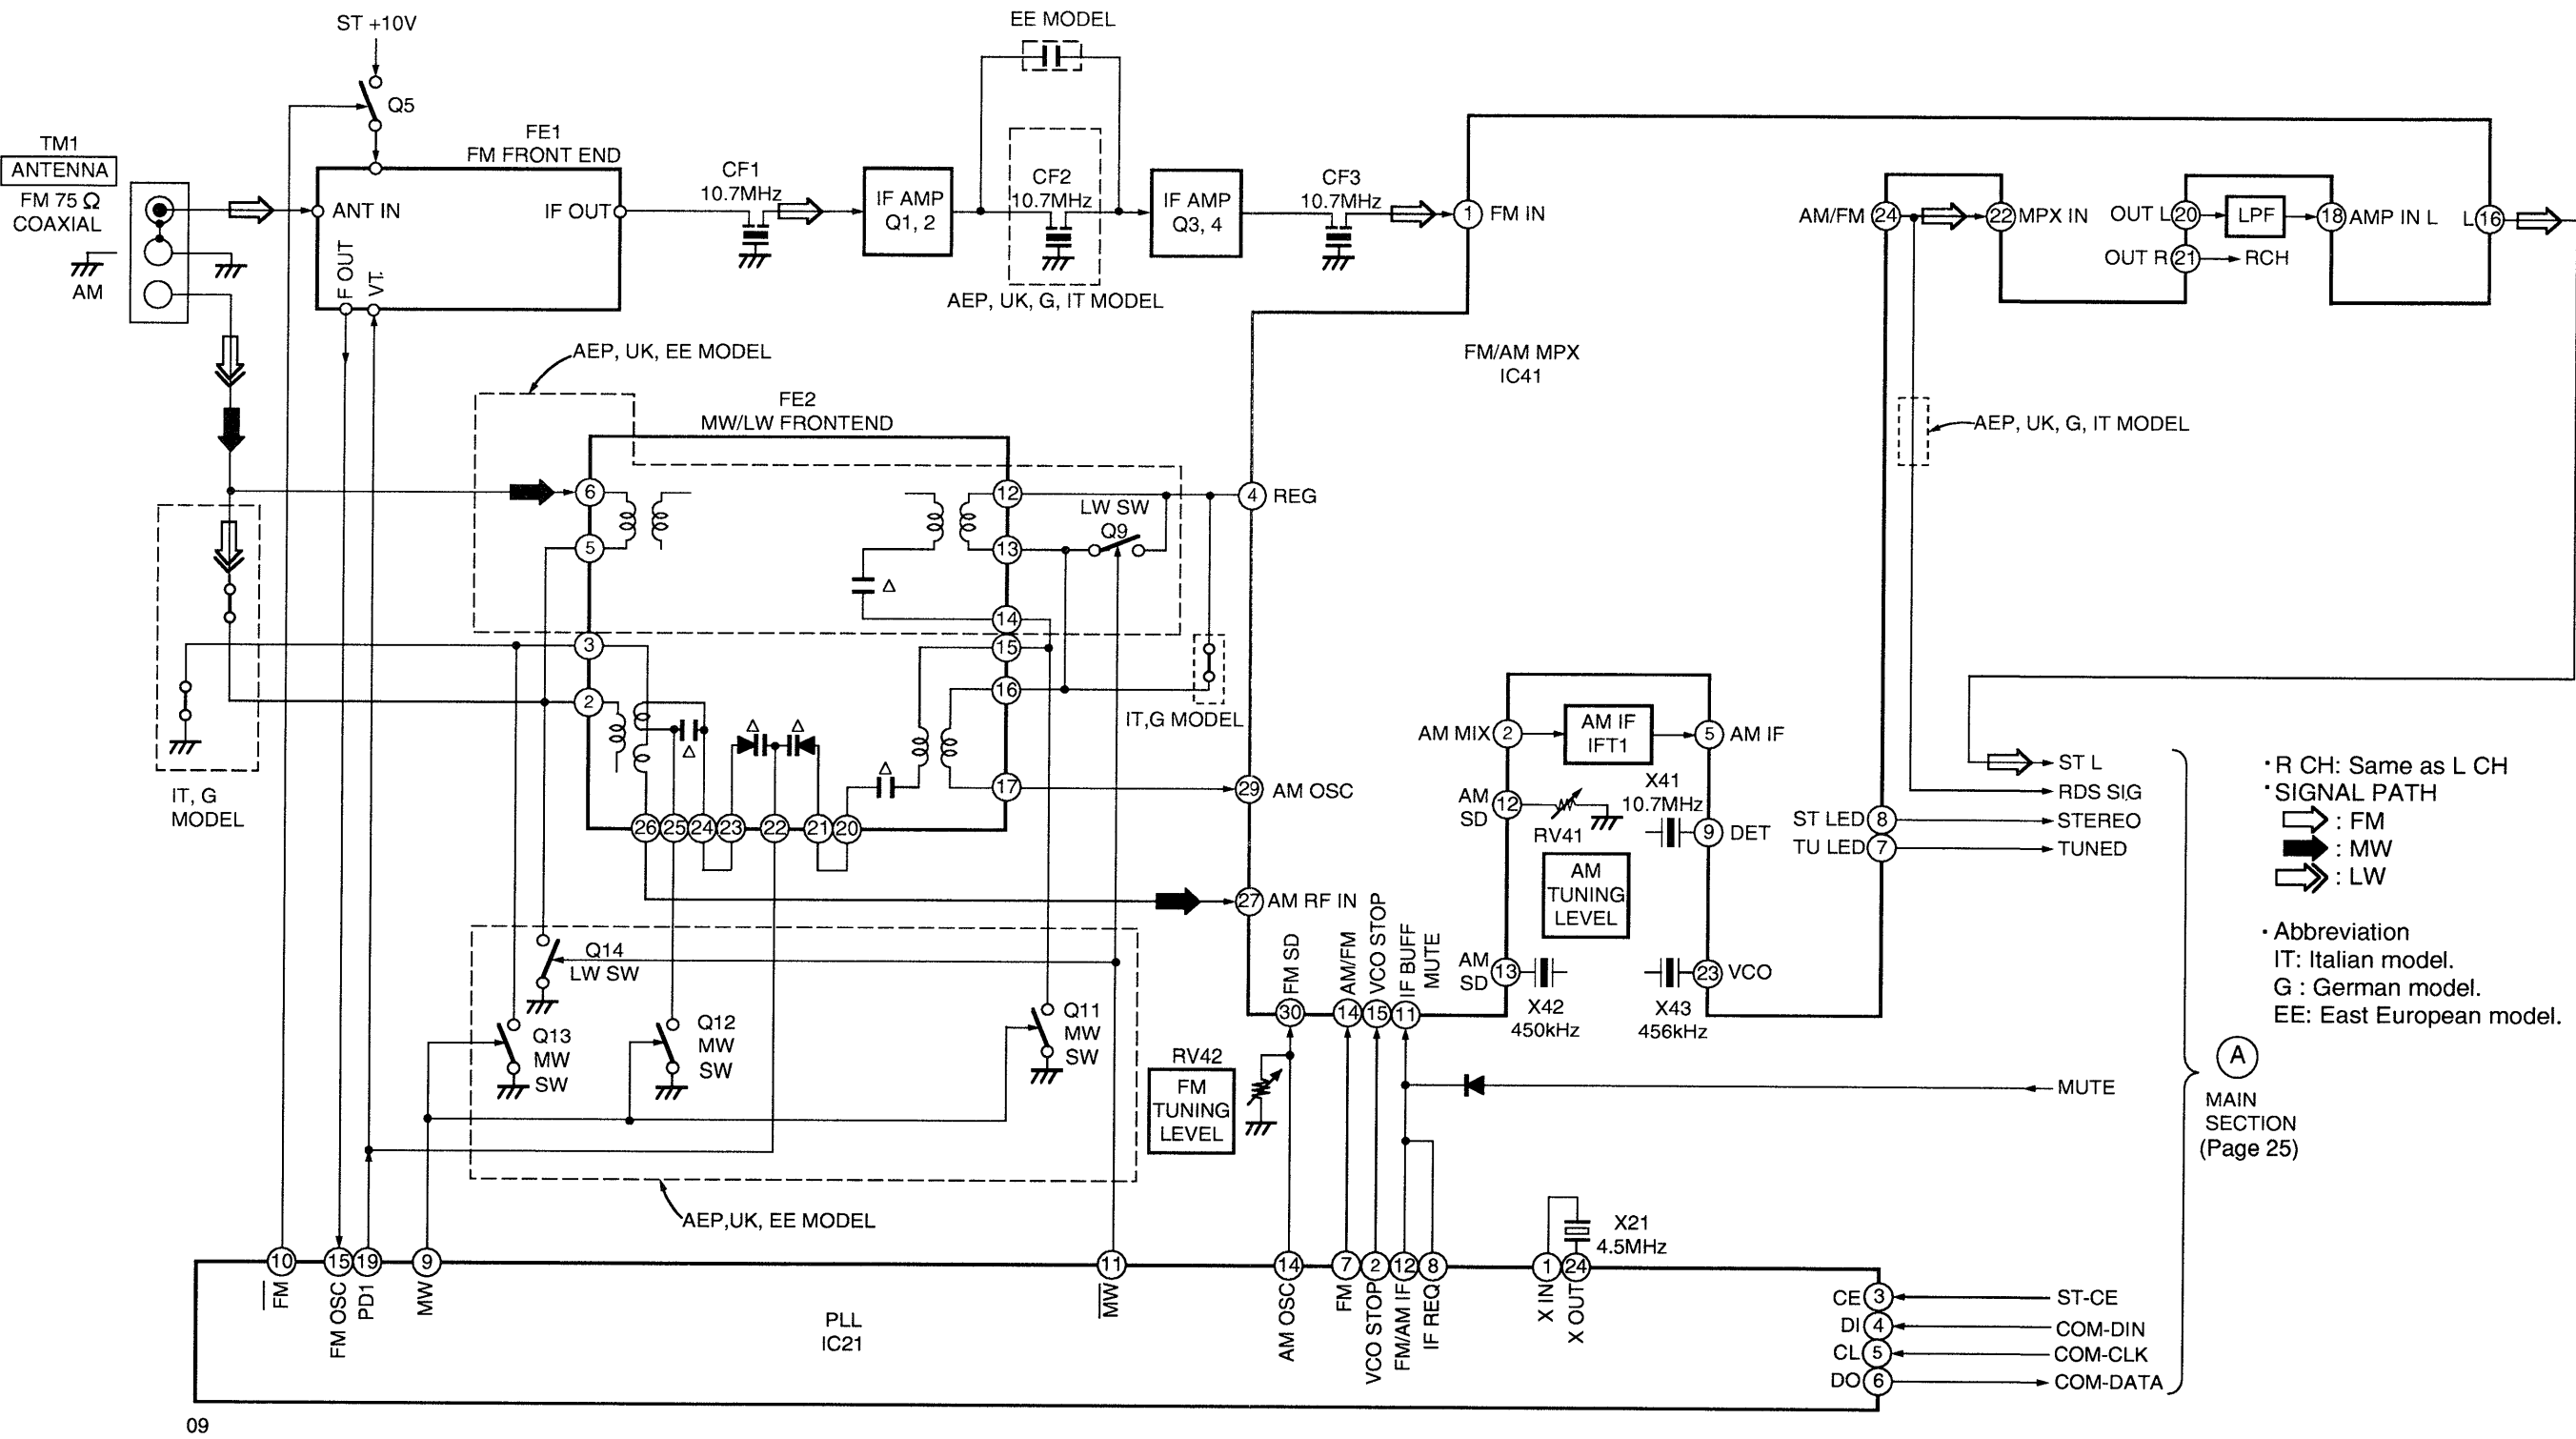 EE MODEL
ST +10V
Q5
TM1
ANTENNA
FM 75 Ω
COAXIAL
AM
FE1
FM FRONT END
ANT IN
IF OUT
F OUT
VT.
CF1
10.7MHz
IF AMP
Q1, 2
CF2
10.7MHz
AEP, UK, G, IT MODEL
IF AMP
Q3, 4
CF3
10.7MHz
1
FM IN
AM/FM
24
22
MPX IN
OUT L
20
LPF
18
AMP IN L
L
16
OUT R
21
RCH
AEP, UK, EE MODEL
FE2
MW/LW FRONTEND
FM/AM MPX
IC41
AEP, UK, G, IT MODEL
6
12
LW SW
Q9
4
REG
5
13
Δ
14
3
15
2
16
IT,G MODEL
Δ
Δ
Δ
Δ
17
29
AM OSC
IT, G
MODEL
26
25
24
23
22
21
20
AM MIX
2
AM IF
IFT1
5
AM IF
AM
SD
12
RV41
X41
10.7MHz
9
DET
AM
TUNING
LEVEL
27
AM RF IN
ST LED
8
TU LED
7
ST L
RDS SIG
STEREO
TUNED
· R CH: Same as L CH
· SIGNAL PATH
: FM
: MW
: LW
· Abbreviation
IT: Italian model.
G : German model.
EE: East European model.
Q14
LW SW
Q13
MW
SW
Q12
MW
SW
Q11
MW
SW
FM SD
AM/FM
VCO STOP
IF BUFF
MUTE
30
14
15
11
AM
SD
13
X42
450kHz
X43
456kHz
23
VCO
RV42
FM
TUNING
LEVEL
MUTE
A
MAIN
SECTION
(Page 25)
AEP,UK, EE MODEL
10
15
19
9
11
14
7
2
12
8
1
24
X21
4.5MHz
FM
FM OSC
PD1
MW
MW
AM OSC
FM
VCO STOP
FM/AM IF
IF REQ
X IN
X OUT
PLL
IC21
CE
3
ST-CE
DI
4
COM-DIN
CL
5
COM-CLK
DO
6
COM-DATA
09